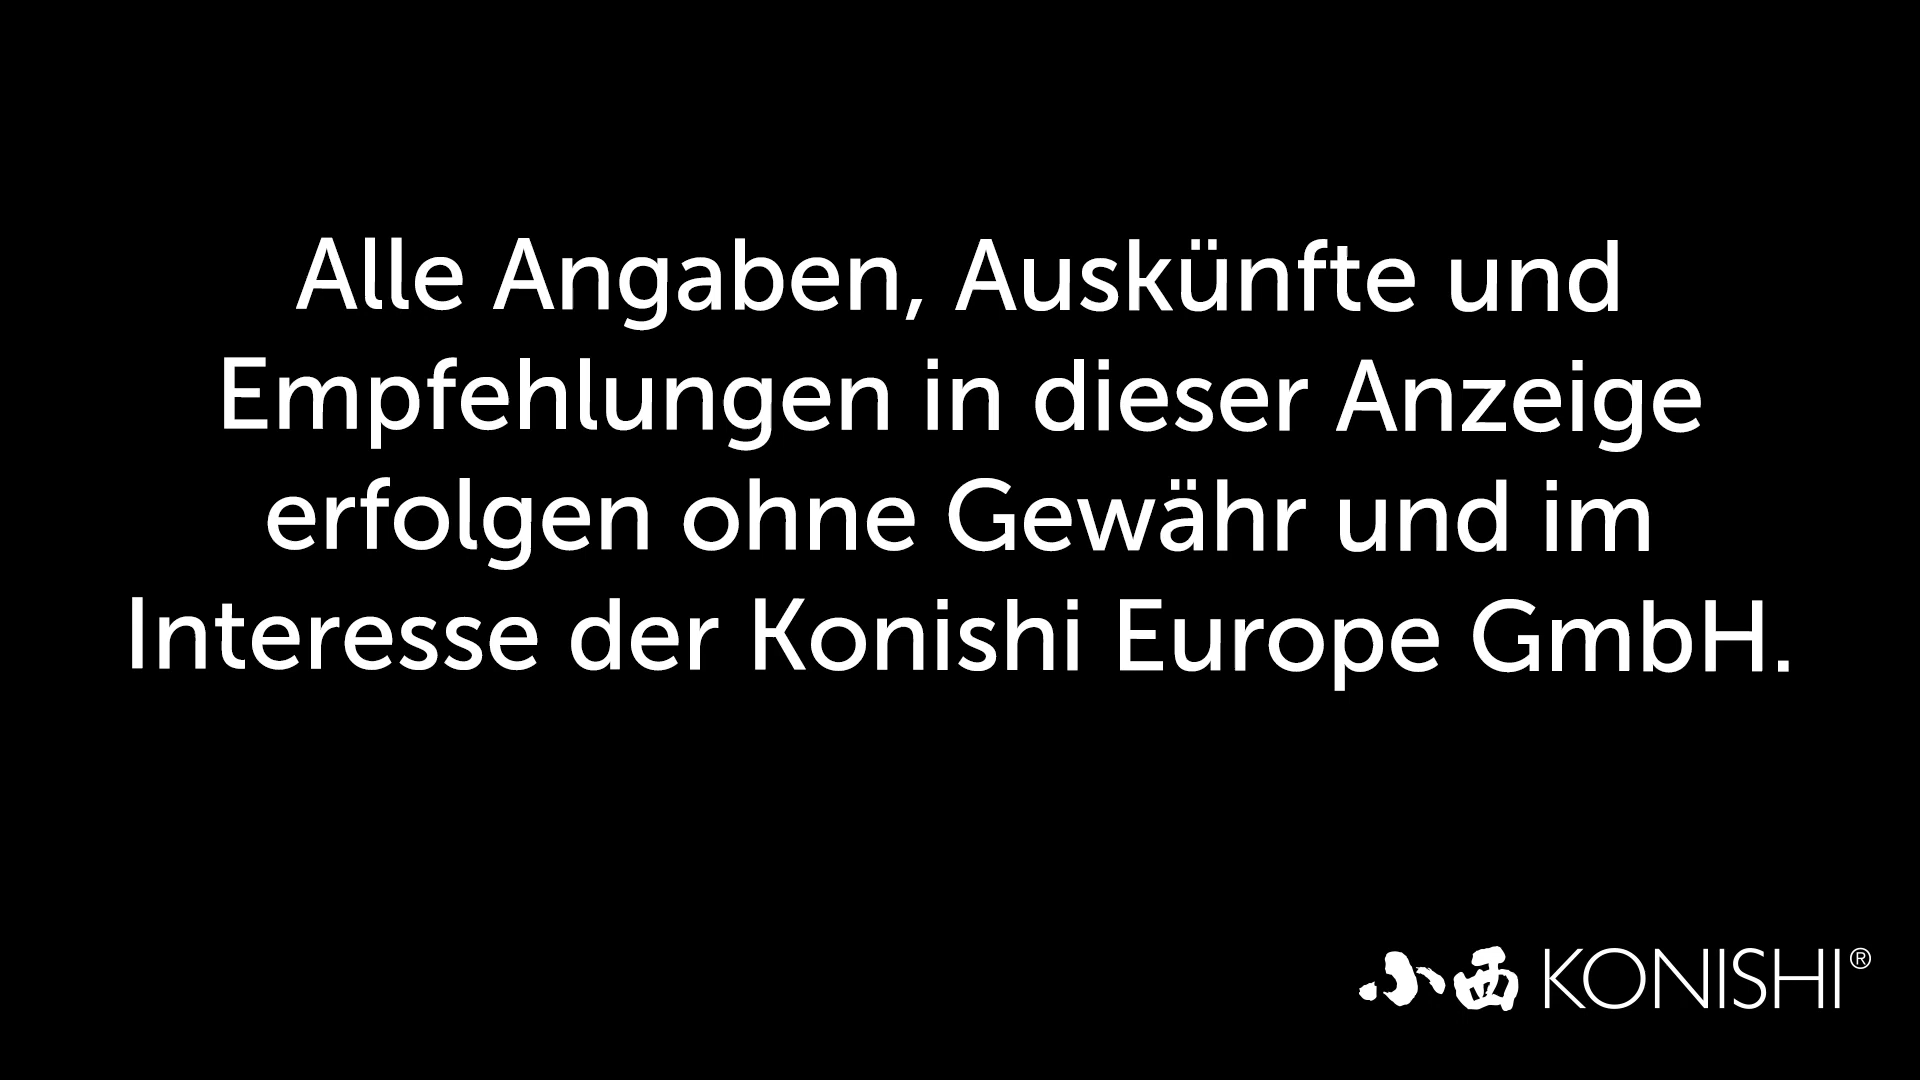 Alle Angaben, Auskünfte und
Empfehlungen in dieser Anzeige
erfolgen ohne Gewähr und im
Interesse der Konishi Europe GmbH.
小西 KONISHI®